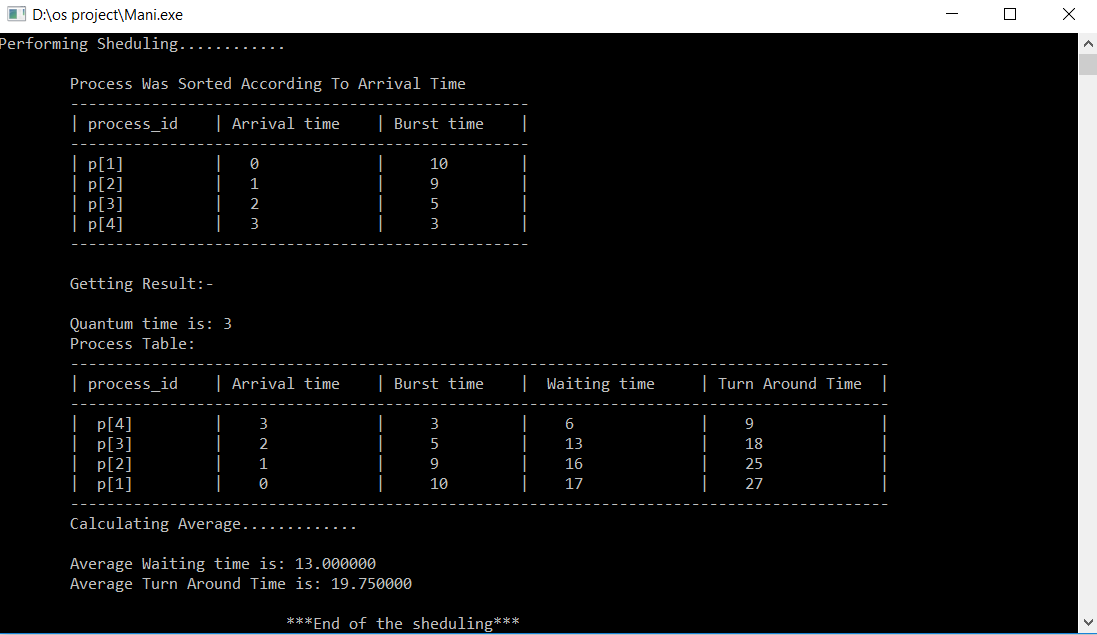 D:\os project\Mani.exe
Performing Sheduling............
Process Was Sorted According To Arrival Time
--------------------------------------------------
| process_id | Arrival time | Burst time |
--------------------------------------------------
| p[1] | 0 | 10 |
| p[2] | 1 | 9 |
| p[3] | 2 | 5 |
| p[4] | 3 | 3 |
--------------------------------------------------
Getting Result:-
Quantum time is: 3
Process Table:
------------------------------------------------------------------------------------------
| process_id | Arrival time | Burst time | Waiting time | Turn Around Time |
------------------------------------------------------------------------------------------
| p[4] | 3 | 3 | 6 | 9 |
| p[3] | 2 | 5 | 13 | 18 |
| p[2] | 1 | 9 | 16 | 25 |
| p[1] | 0 | 10 | 17 | 27 |
------------------------------------------------------------------------------------------
Calculating Average.............
Average Waiting time is: 13.000000
Average Turn Around Time is: 19.750000
***End of the sheduling***